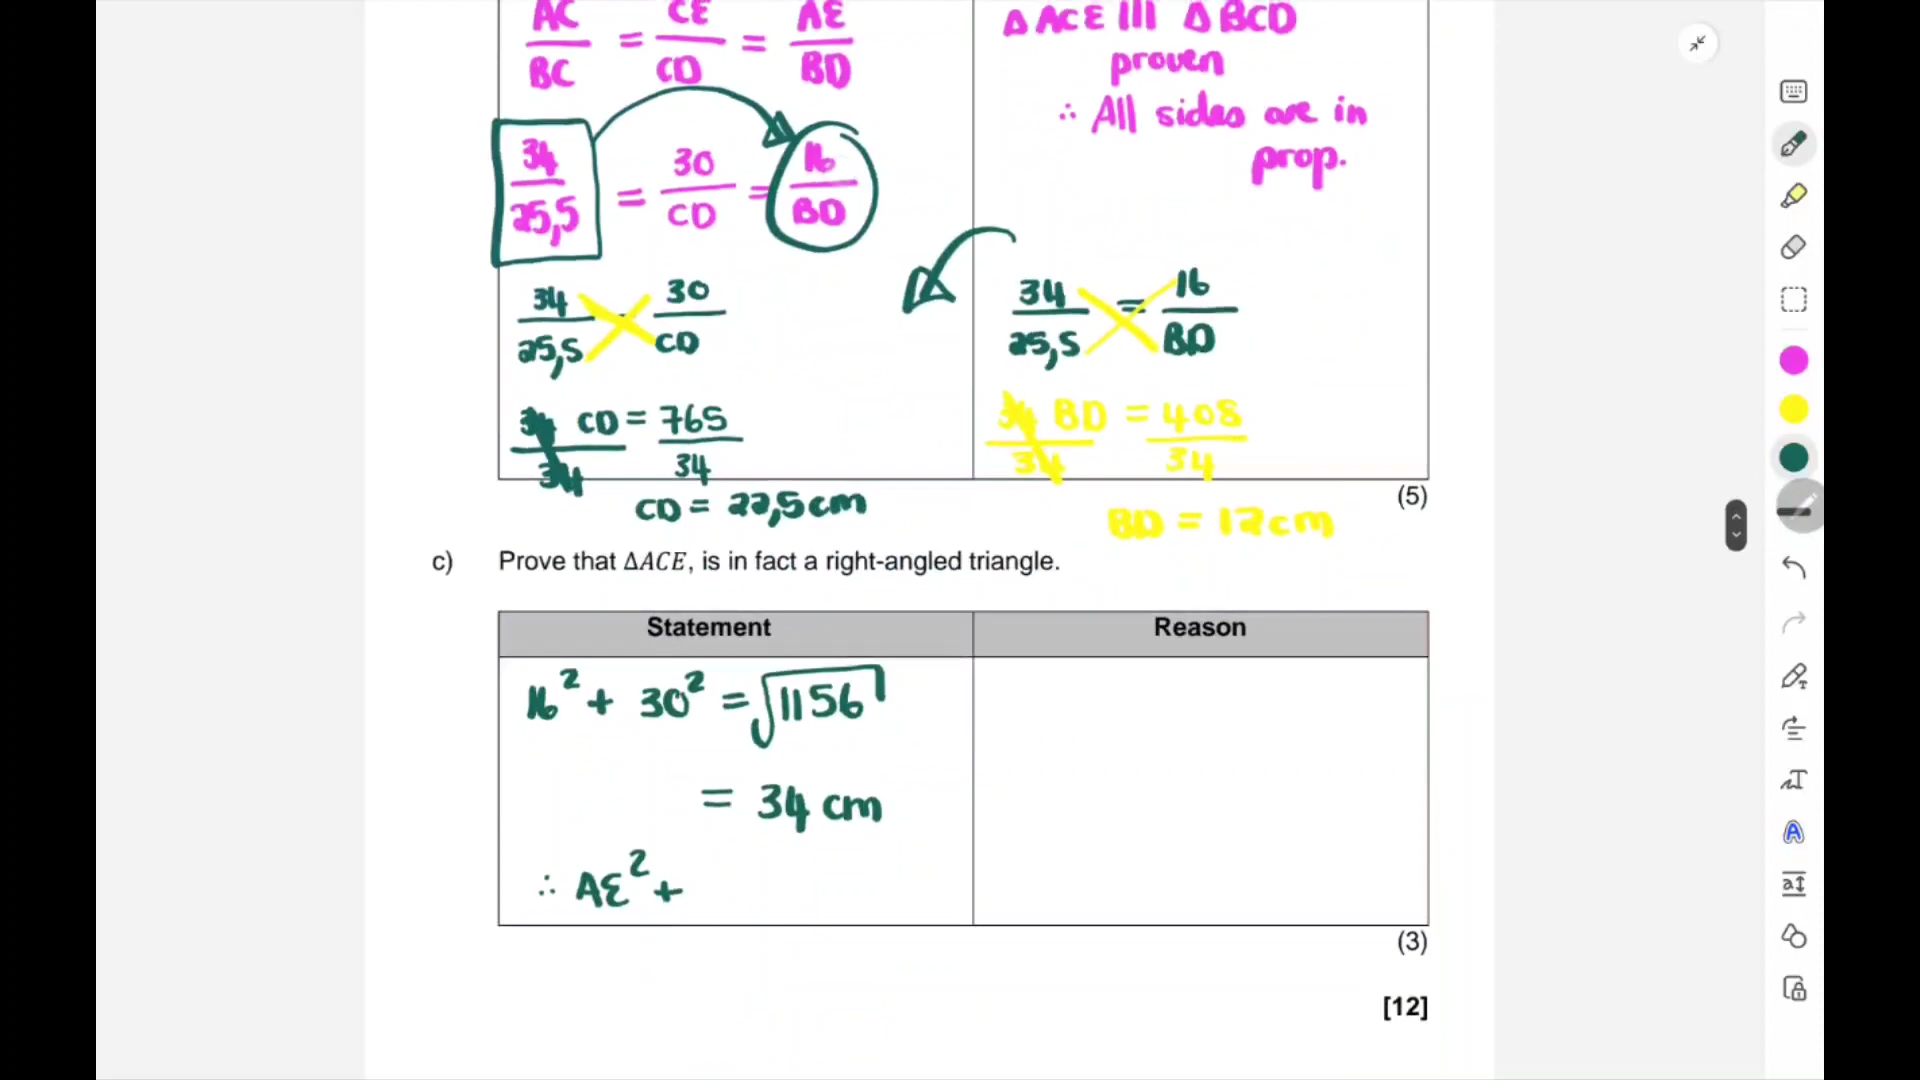 AC/BC = CE/CD = AE/BD
Δ ACE ||| Δ BCD
proven
∴ All sides are in
prop.
34/25,5 = 30/CD = 16/BD
34/25,5 = 30/CD
34/25,5 = 16/BD
34 CD/34 = 765/34
34 BD/34 = 408/34
CD = 22,5cm
BD = 12cm
(5)
c) Prove that ΔACE, is in fact a right-angled triangle.
Statement Reason
16² + 30² = √1156
= 34 cm
∴ AE² +
(3)
[12]